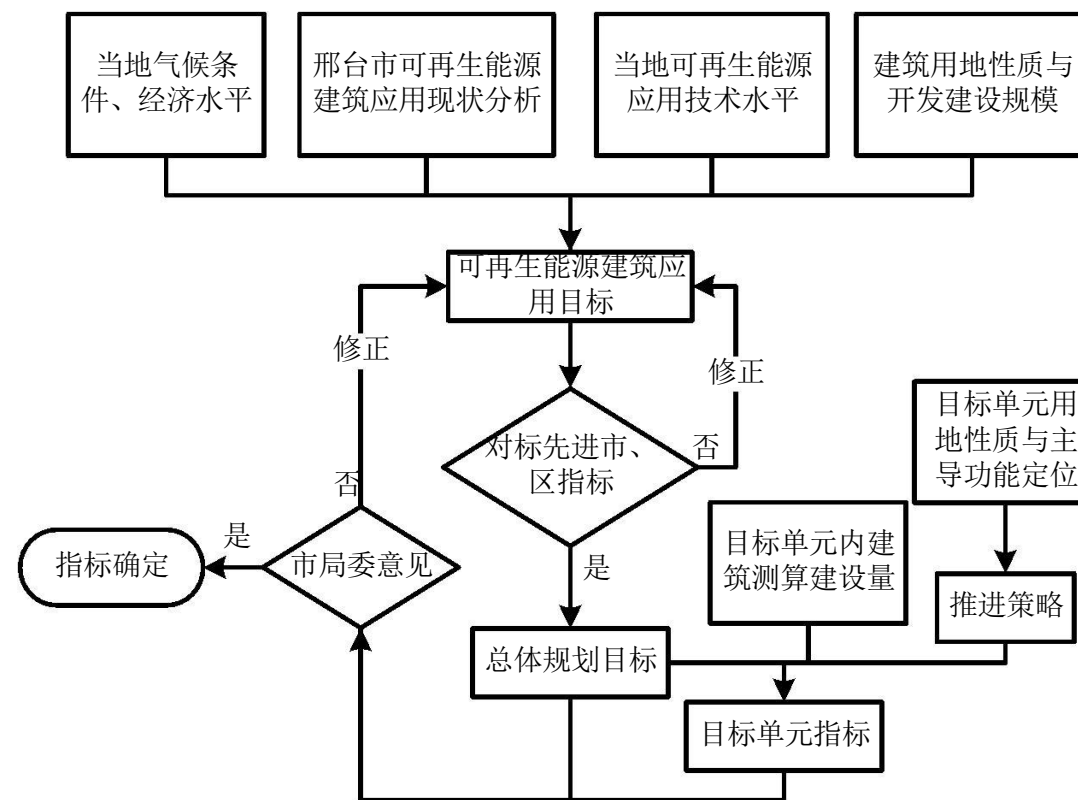 当地气候条
件、经济水平
邢台市可再生能源
建筑应用现状分析
当地可再生能源
应用技术水平
建筑用地性质与
开发建设规模
可再生能源建筑应
用目标
修正
修正
对标先进市、
区指标
否
目标单元用
地性质与主
导功能定位
否
是
指标确定
市局委意见
是
目标单元内建
筑测算建设量
推进策略
总体规划目标
目标单元指标